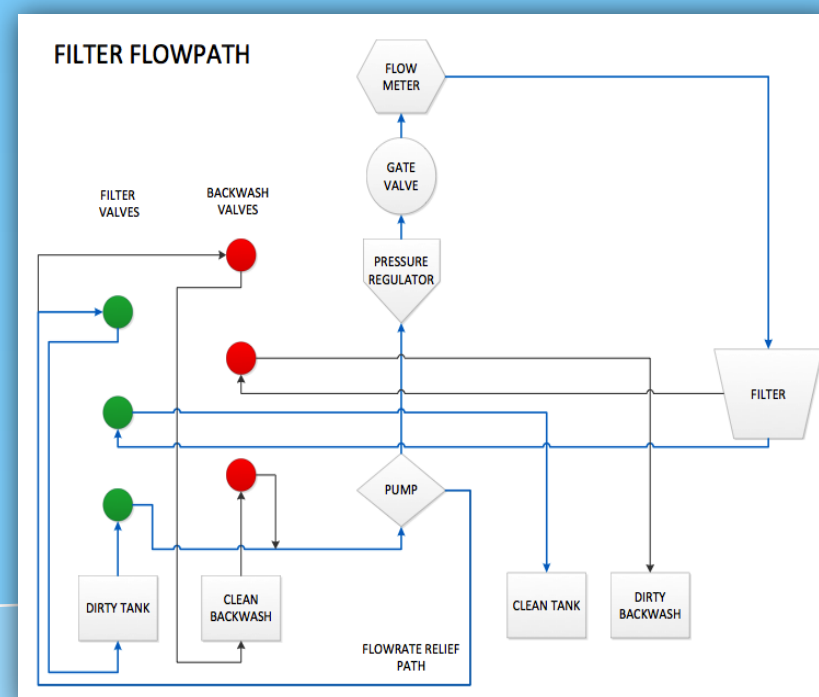 FILTER FLOWPATH
FLOW
METER
GATE
VALVE
FILTER
VALVES
BACKWASH
VALVES
PRESSURE
REGULATOR
FILTER
PUMP
DIRTY TANK
CLEAN
BACKWASH
CLEAN TANK
DIRTY
BACKWASH
FLOWRATE RELIEF
PATH